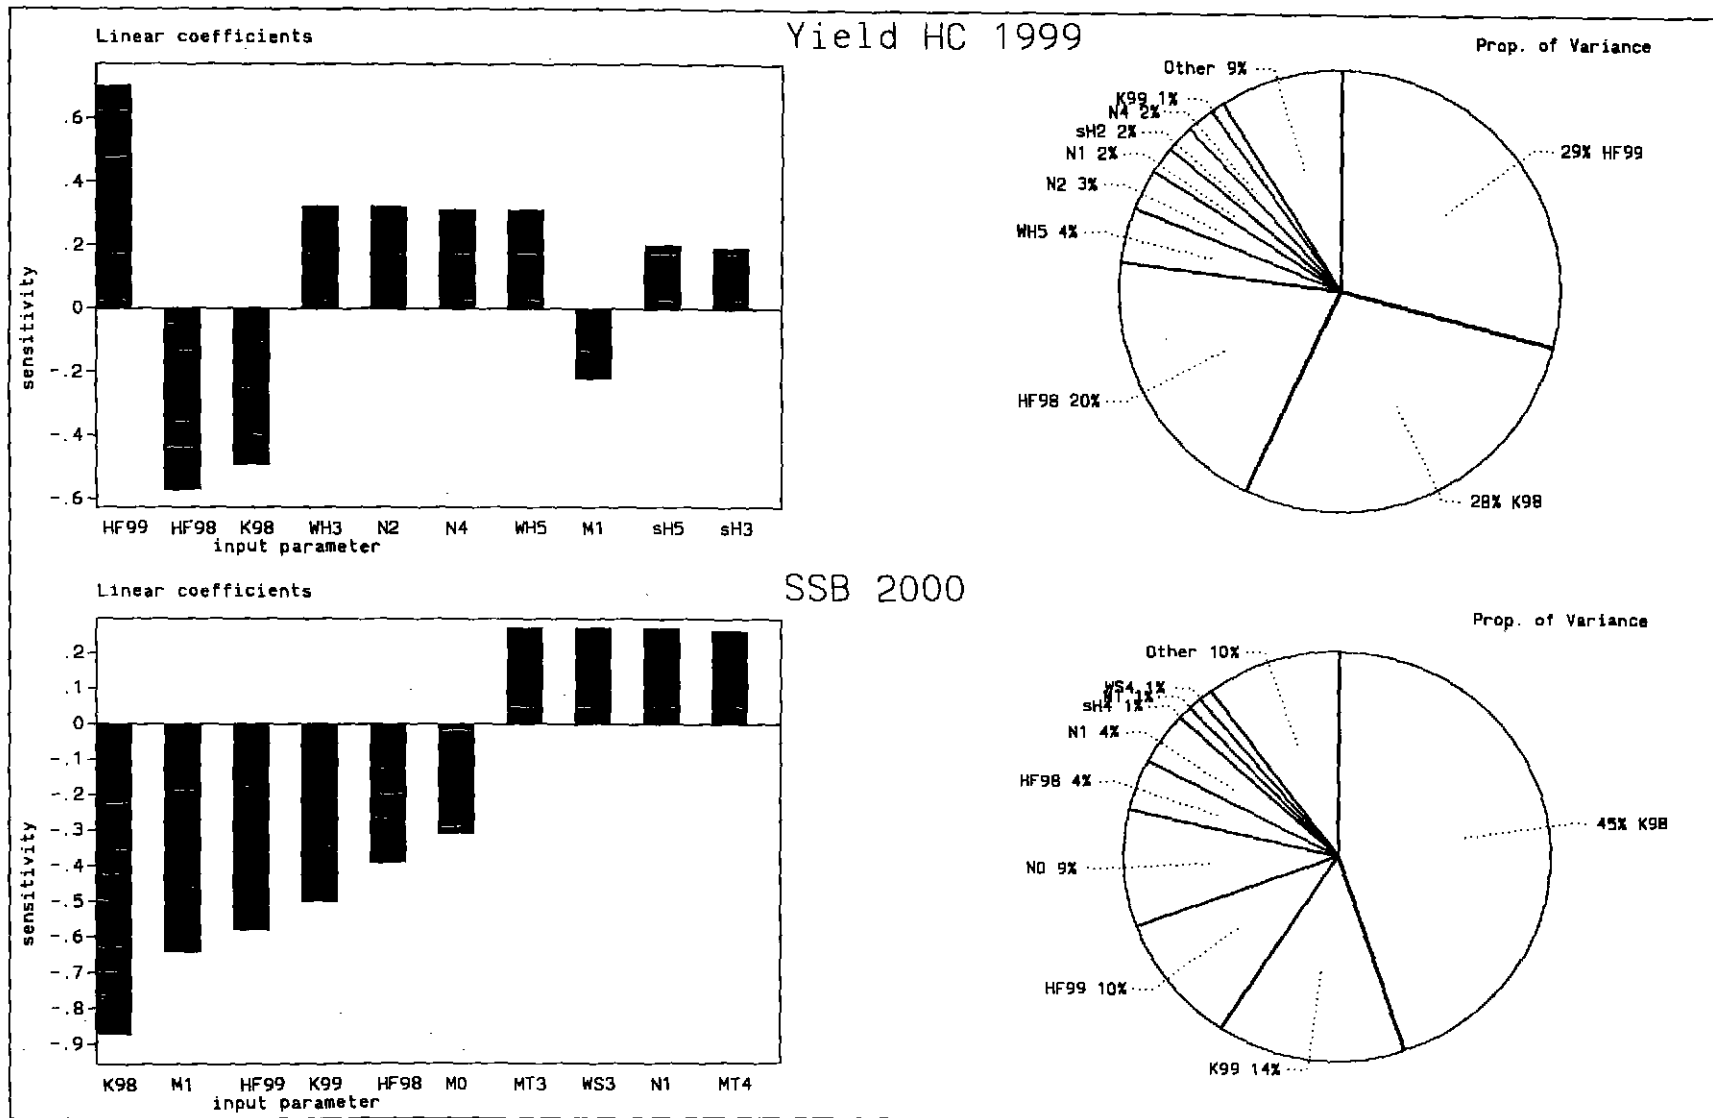 Linear coefficients
Yield HC 1999
Prop. of Variance
.6
.4
.2
0
-.2
-.4
-.6
sensitivity
HF99 HF98 K98 WH3 N2 N4 WH5 M1 sH5 sH3
input parameter
Other 9%
K99 1%
N4 2%
sH2 2%
N1 2%
N2 3%
WH5 4%
HF98 20%
29% HF99
28% K98
Linear coefficients
SSB 2000
Prop. of Variance
.2
.1
0
-.1
-.2
-.3
-.4
-.5
-.6
-.7
-.8
-.9
sensitivity
K98 M1 HF99 K99 HF98 M0 MT3 WS3 N1 MT4
input parameter
Other 10%
WS4 1%
1%
sH4 1%
N1 4%
HF98 4%
N0 9%
HF99 10%
K99 14%
45% K98